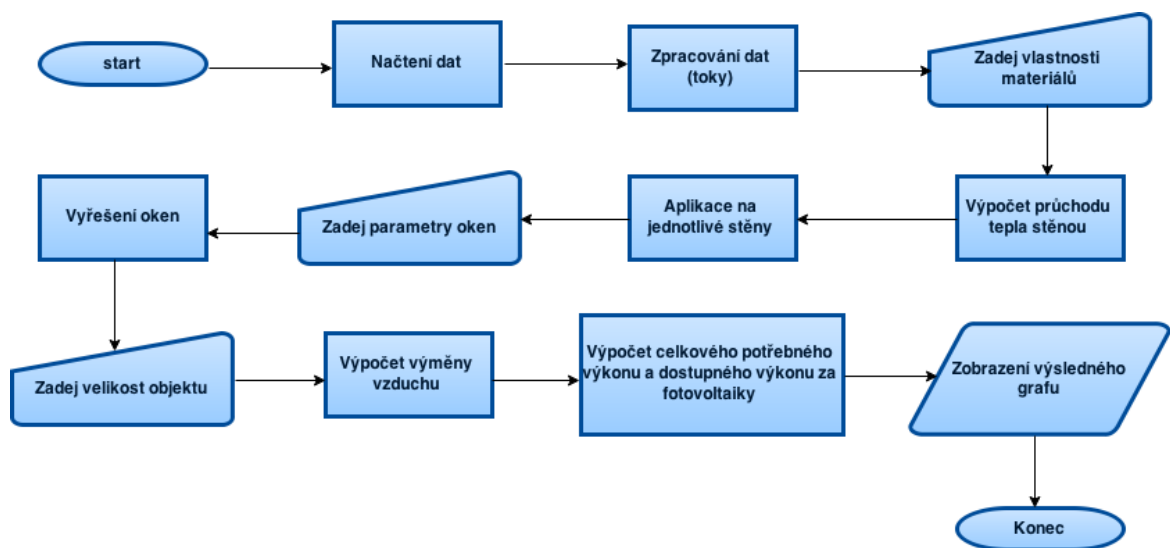 start
Načtení dat
Zpracování dat
(toky)
Zadej vlastnosti
materiálů
Výpočet průchodu
tepla stěnou
Aplikace na
jednotlivé stěny
Zadej parametry oken
Vyřešení oken
Zadej velikost objektu
Výpočet výměny
vzduchu
Výpočet celkového potřebného
výkonu a dostupného výkonu za
fotovoltaiky
Zobrazení výsledného
grafu
Konec